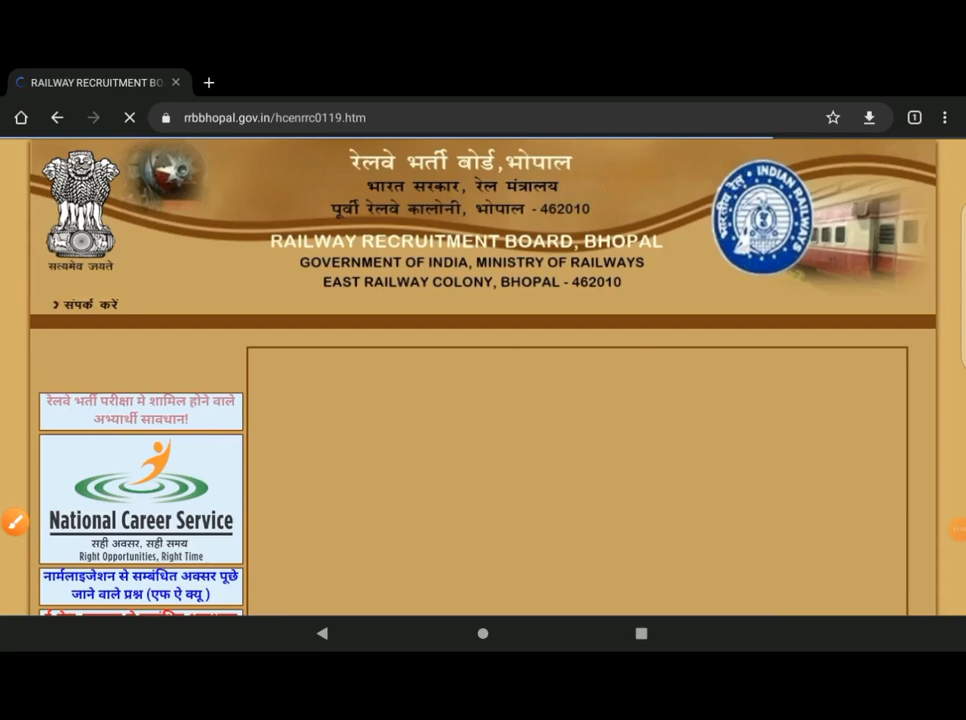 RAILWAY RECRUITMENT BO
rrbbhopal.gov.in/hcenrrc0119.htm
1
रेलवे भर्ती बोर्ड,भोपाल
भारत सरकार, रेल मंत्रालय
पूर्वी रेलवे कालोनी, भोपाल - 462010
RAILWAY RECRUITMENT BOARD, BHOPAL
GOVERNMENT OF INDIA, MINISTRY OF RAILWAYS
EAST RAILWAY COLONY, BHOPAL - 462010
सत्यमेव जयते
भारतीय रेल
INDIAN RAILWAYS
संपर्क करें
रेलवे भर्ती परीक्षा मे शामिल होने वाले
अभ्यार्थी सावधान!
National Career Service
सही अवसर, सही समय
Right Opportunities, Right Time
नार्मलाइजेशन से सम्बंधित अक्सर पूछे
जाने वाले प्रश्न (एफ ऐ क्यू )